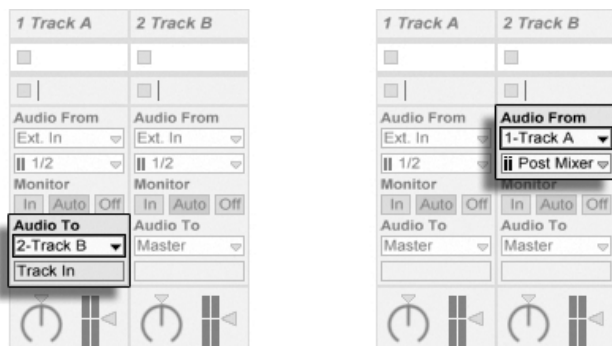 1 Track A
2 Track B
Audio From
Audio From
Ext. In
Ext. In
1/2
1/2
Monitor
Monitor
In Auto Off
In Auto Off
Audio To
Audio To
2-Track B
Master
Track In
1 Track A
2 Track B
Audio From
Audio From
Ext. In
1-Track A
1/2
Post Mixer
Monitor
Monitor
In Auto Off
In Auto Off
Audio To
Audio To
Master
Master